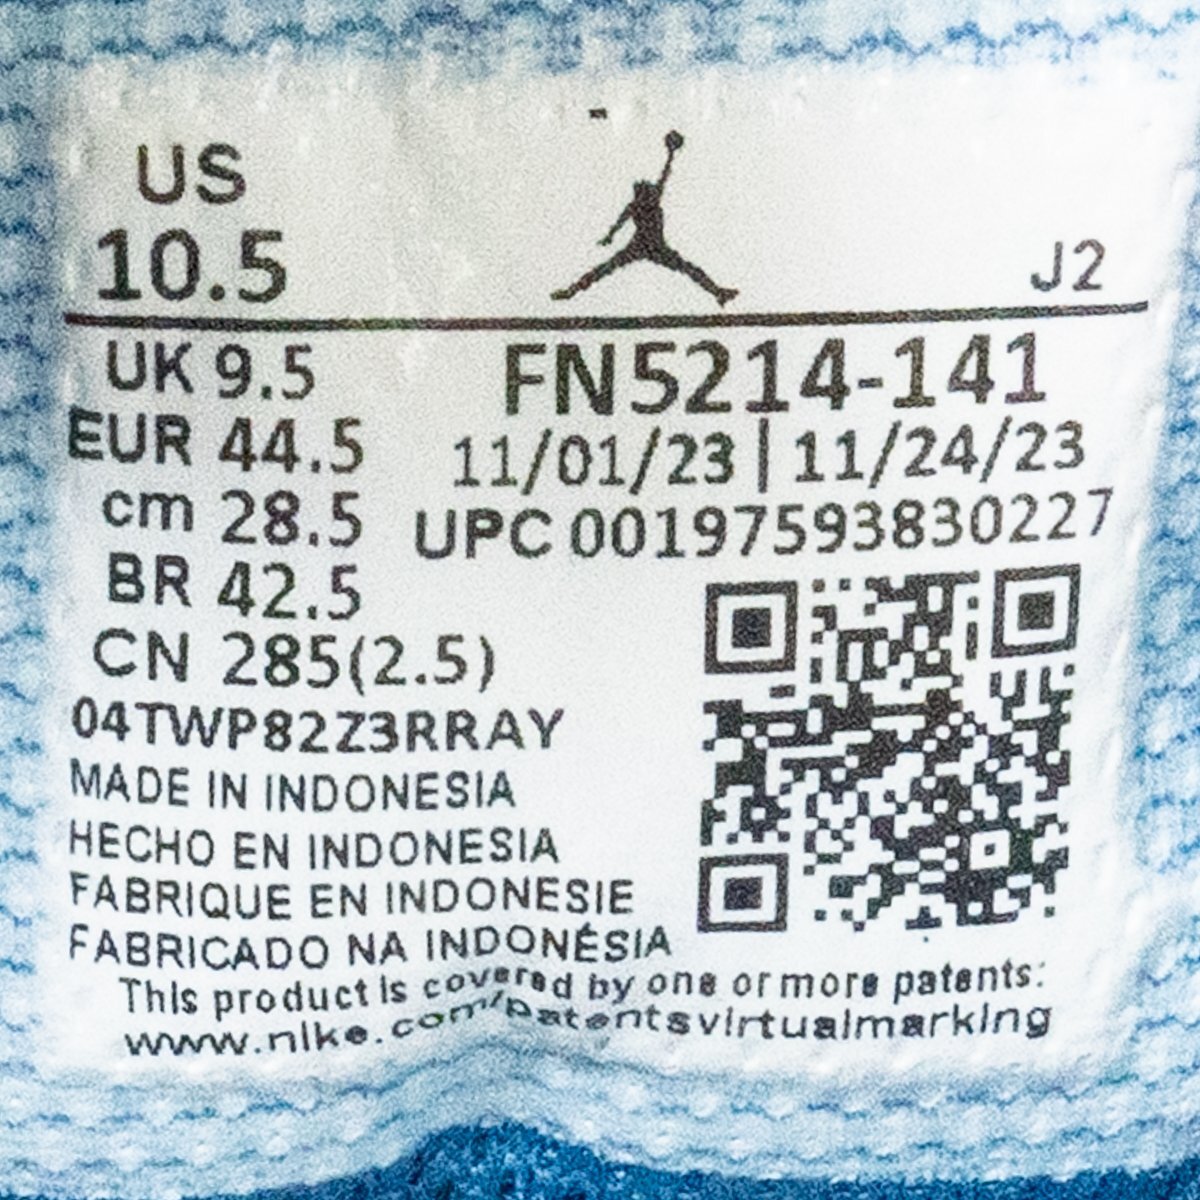 US
10.5
J2
UK 9.5
EUR 44.5
cm 28.5
BR 42.5
CN 285(2.5)
FN5214-141
11/01/23 | 11/24/23
UPC 00197593830227
04TWP82Z3RRAY
MADE IN INDONESIA
HECHO EN INDONESIA
FABRIQUE EN INDONESIE
FABRICADO NA INDONÉSIA
This product is covered by one or more patents:
www.nike.com/patentsvirtualmarking